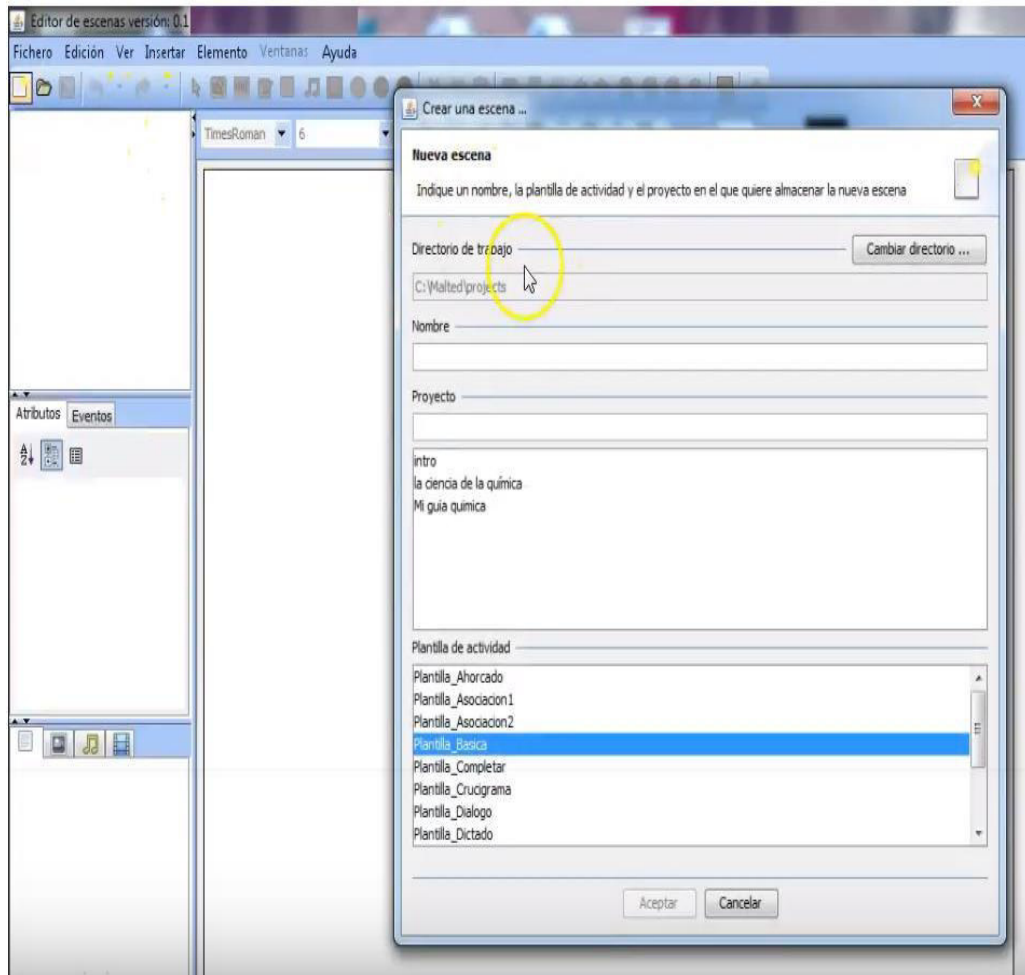 Editor de escenas versión: 0.1
Fichero Edición Ver Insertar Elemento Ventanas Ayuda
TimesRoman 6
Atributos Eventos
Crear una escena ...
Nueva escena
Indique un nombre, la plantilla de actividad y el proyecto en el que quiere almacenar la nueva escena
Directorio de trabajo Cambiar directorio ...
C:\Malted\projects
Nombre
Proyecto
intro
la ciencia de la química
Mi guia quimica
Plantilla de actividad
Plantilla_Ahorcado
Plantilla_Asociacion1
Plantilla_Asociacion2
Plantilla_Basica
Plantilla_Completar
Plantilla_Crucigrama
Plantilla_Dialogo
Plantilla_Dictado
Aceptar Cancelar